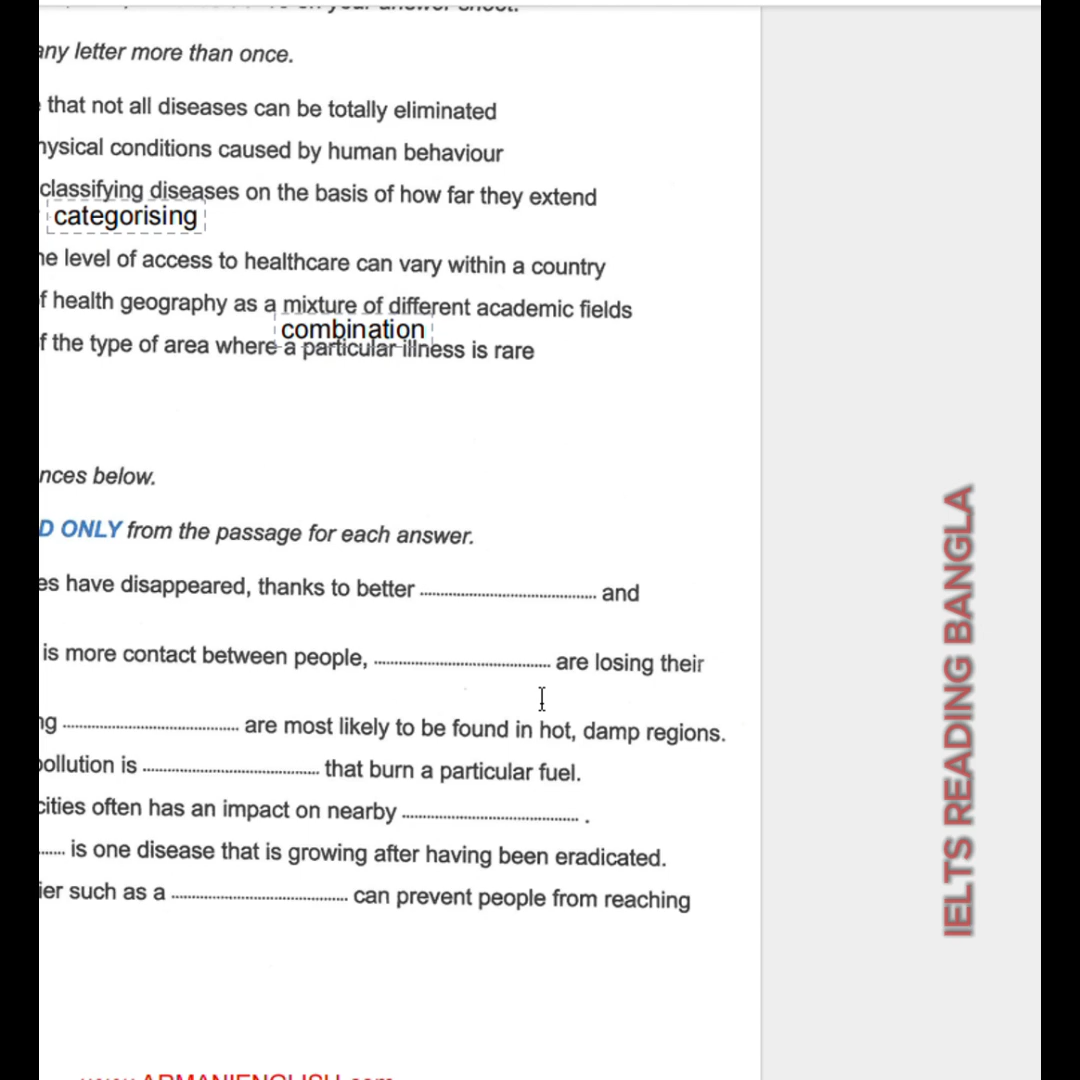 any letter more than once.
that not all diseases can be totally eliminated
hysical conditions caused by human behaviour
classifying diseases on the basis of how far they extend
categorising
he level of access to healthcare can vary within a country
f health geography as a mixture of different academic fields
combination
f the type of area where a particular illness is rare
nces below.
D ONLY from the passage for each answer.
es have disappeared, thanks to better .................... and
is more contact between people, .................... are losing their
ng .................... are most likely to be found in hot, damp regions.
pollution is .................... that burn a particular fuel.
cities often has an impact on nearby .................... .
...... is one disease that is growing after having been eradicated.
ier such as a .................... can prevent people from reaching
IELTS READING BANGLA